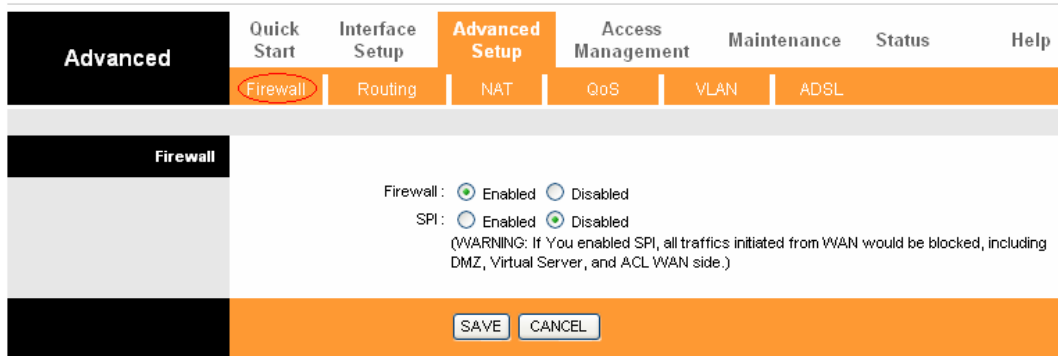 Advanced
Quick Start
Interface Setup
Advanced Setup
Access Management
Maintenance
Status
Help
Firewall
Routing
NAT
QoS
VLAN
ADSL
Firewall
Firewall : Enabled Disabled
SPI : Enabled Disabled
(WARNING: If You enabled SPI, all traffics initiated from WAN would be blocked, including
DMZ, Virtual Server, and ACL WAN side.)
SAVE CANCEL